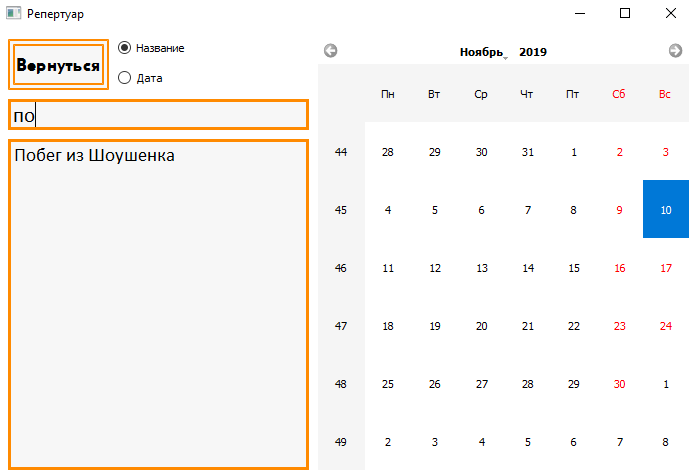 Репертуар
Вернуться
Название
Дата
по
Побег из Шоушенка
Ноябрь 2019
Пн Вт Ср Чт Пт Сб Вс
44 28 29 30 31 1 2 3
45 4 5 6 7 8 9 10
46 11 12 13 14 15 16 17
47 18 19 20 21 22 23 24
48 25 26 27 28 29 30 1
49 2 3 4 5 6 7 8